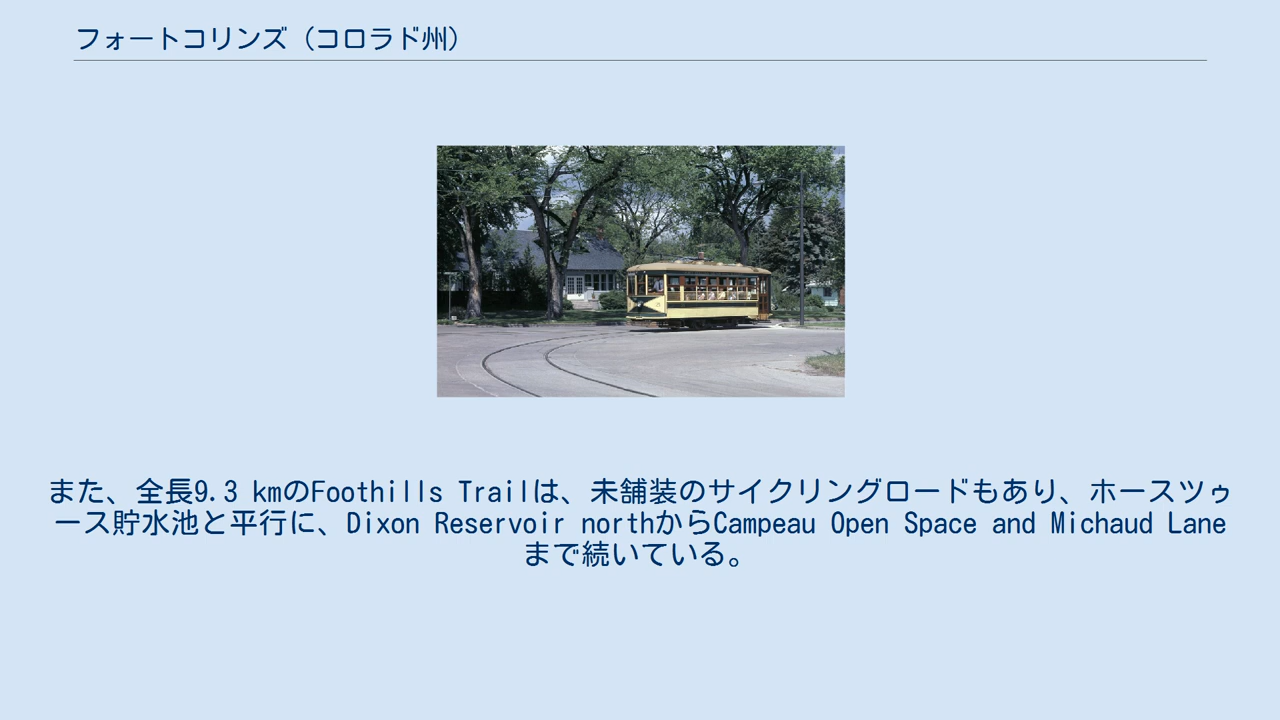 フォートコリンズ（コロラド州）
また、全長9.3 kmのFoothills Trailは、未舗装のサイクリングロードもあり、ホースツゥ
ース貯水池と平行に、Dixon Reservoir northからCampeau Open Space and Michaud Lane
まで続いている。